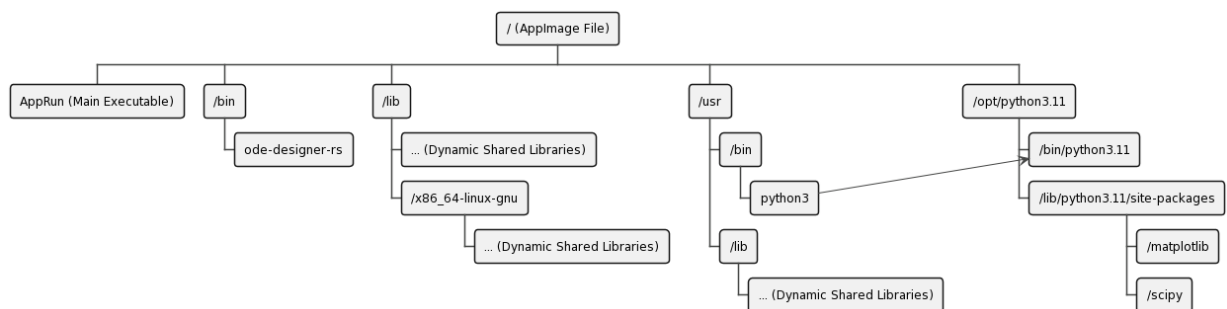 / (AppImage File)
AppRun (Main Executable)
/bin
ode-designer-rs
/lib
... (Dynamic Shared Libraries)
/x86_64-linux-gnu
... (Dynamic Shared Libraries)
/usr
/bin
python3
/lib
... (Dynamic Shared Libraries)
/opt/python3.11
/bin/python3.11
/lib/python3.11/site-packages
/matplotlib
/scipy